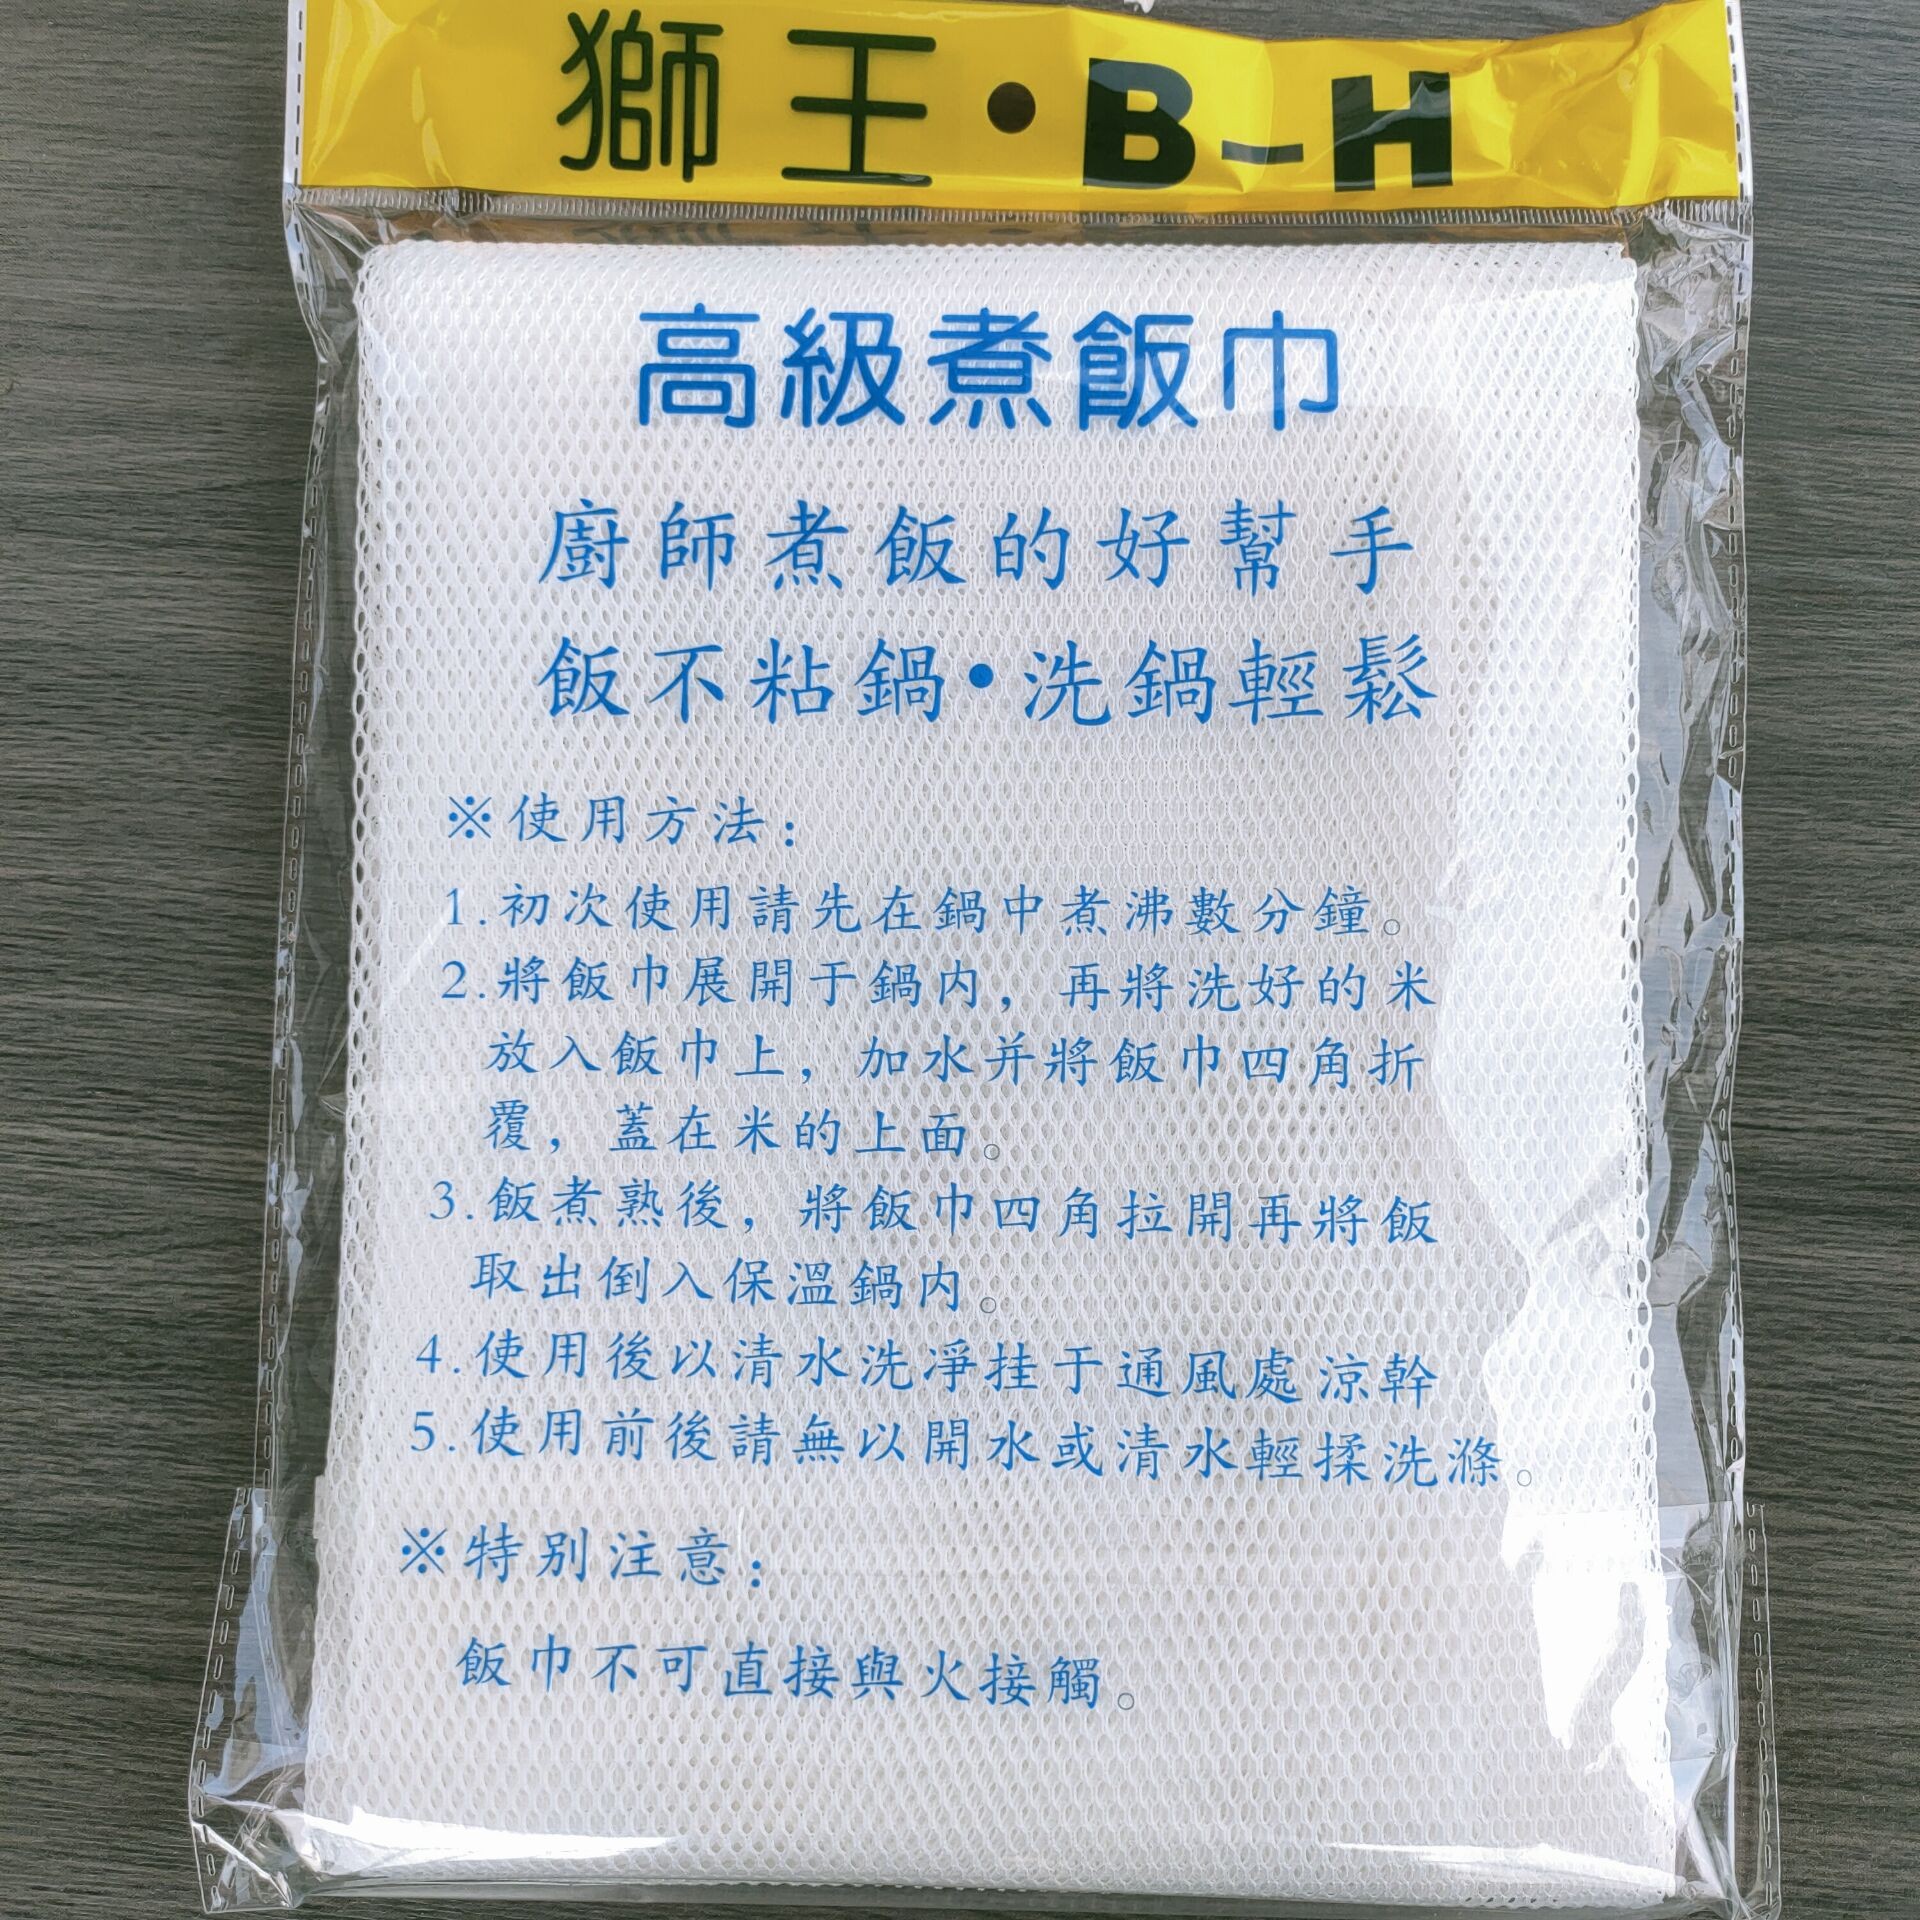 獅王·B-H
高級煮飯巾
廚師煮飯的好幫手
飯不粘鍋·洗鍋輕鬆
※使用方法：
1.初次使用請先在鍋中煮沸數分鐘。
2.將飯巾展開于鍋内，再將洗好的米
放入飯巾上，加水并將飯巾四角折
覆，蓋在米的上面。
3.飯煮熟後，將飯巾四角拉開再將飯
取出倒入保溫鍋内。
4.使用後以清水洗凈挂于通風處涼幹
5.使用前後請無以開水或清水輕揉洗滌。
※特别注意：
飯巾不可直接與火接觸。